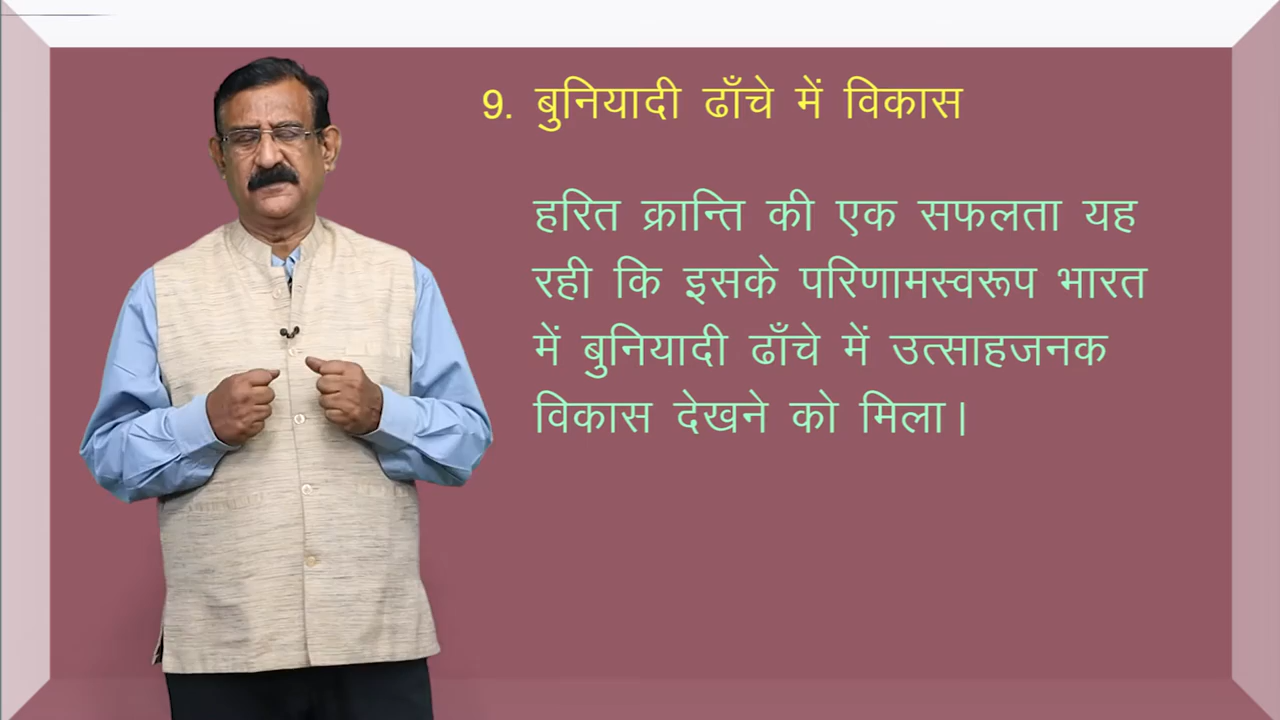 9. बुनियादी ढाँचे में विकास
हरित क्रान्ति की एक सफलता यह
रही कि इसके परिणामस्वरूप भारत
में बुनियादी ढाँचे में उत्साहजनक
विकास देखने को मिला।